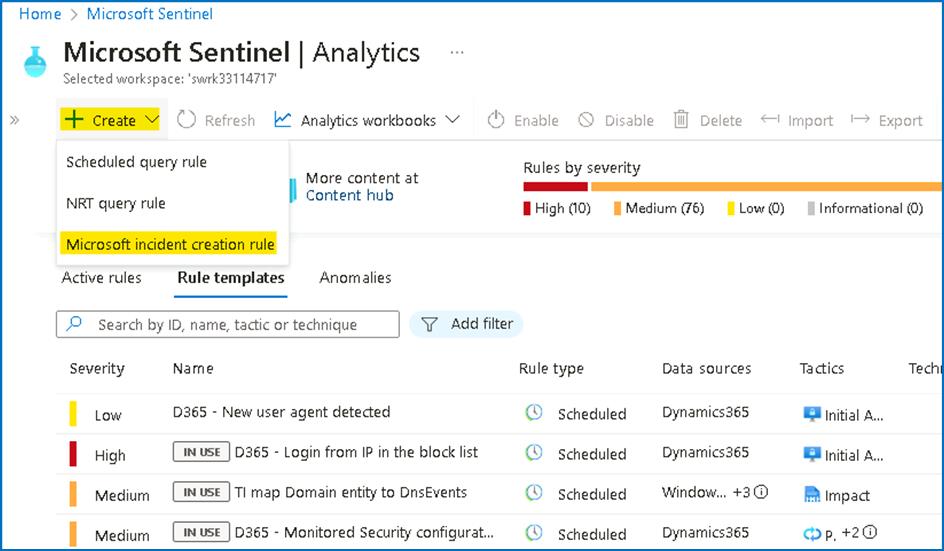 Home > Microsoft Sentinel
Microsoft Sentinel | Analytics ...
Selected workspace: 'swrk33114717'
» + Create Refresh Analytics workbooks Enable Disable Delete Import Export
Scheduled query rule
NRT query rule
Microsoft incident creation rule
More content at
Content hub
Rules by severity
High (10) Medium (76) Low (0) Informational (0)
Active rules Rule templates Anomalies
Search by ID, name, tactic or technique Add filter
Severity Name Rule type Data sources Tactics Techn
Low D365 - New user agent detected Scheduled Dynamics365 Initial A...
High IN USE D365 - Login from IP in the block list Scheduled Dynamics365 Initial A...
Medium IN USE TI map Domain entity to DnsEvents Scheduled Window... +3 Impact
Medium IN USE D365 - Monitored Security configurat... Scheduled Dynamics365 P. +2